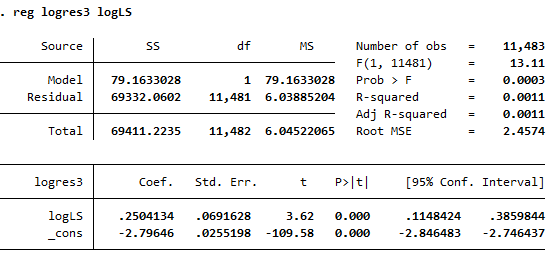 . reg logres3 logLS
Source SS df MS Number of obs = 11,483
F(1, 11481) = 13.11
Model 79.1633028 1 79.1633028 Prob > F = 0.0003
Residual 69332.0602 11,481 6.03885204 R-squared = 0.0011
Adj R-squared = 0.0011
Total 69411.2235 11,482 6.04522065 Root MSE = 2.4574
logres3 Coef. Std. Err. t P>|t| [95% Conf. Interval]
logLS .2504134 .0691628 3.62 0.000 .1148424 .3859844
_cons -2.79646 .0255198 -109.58 0.000 -2.846483 -2.746437